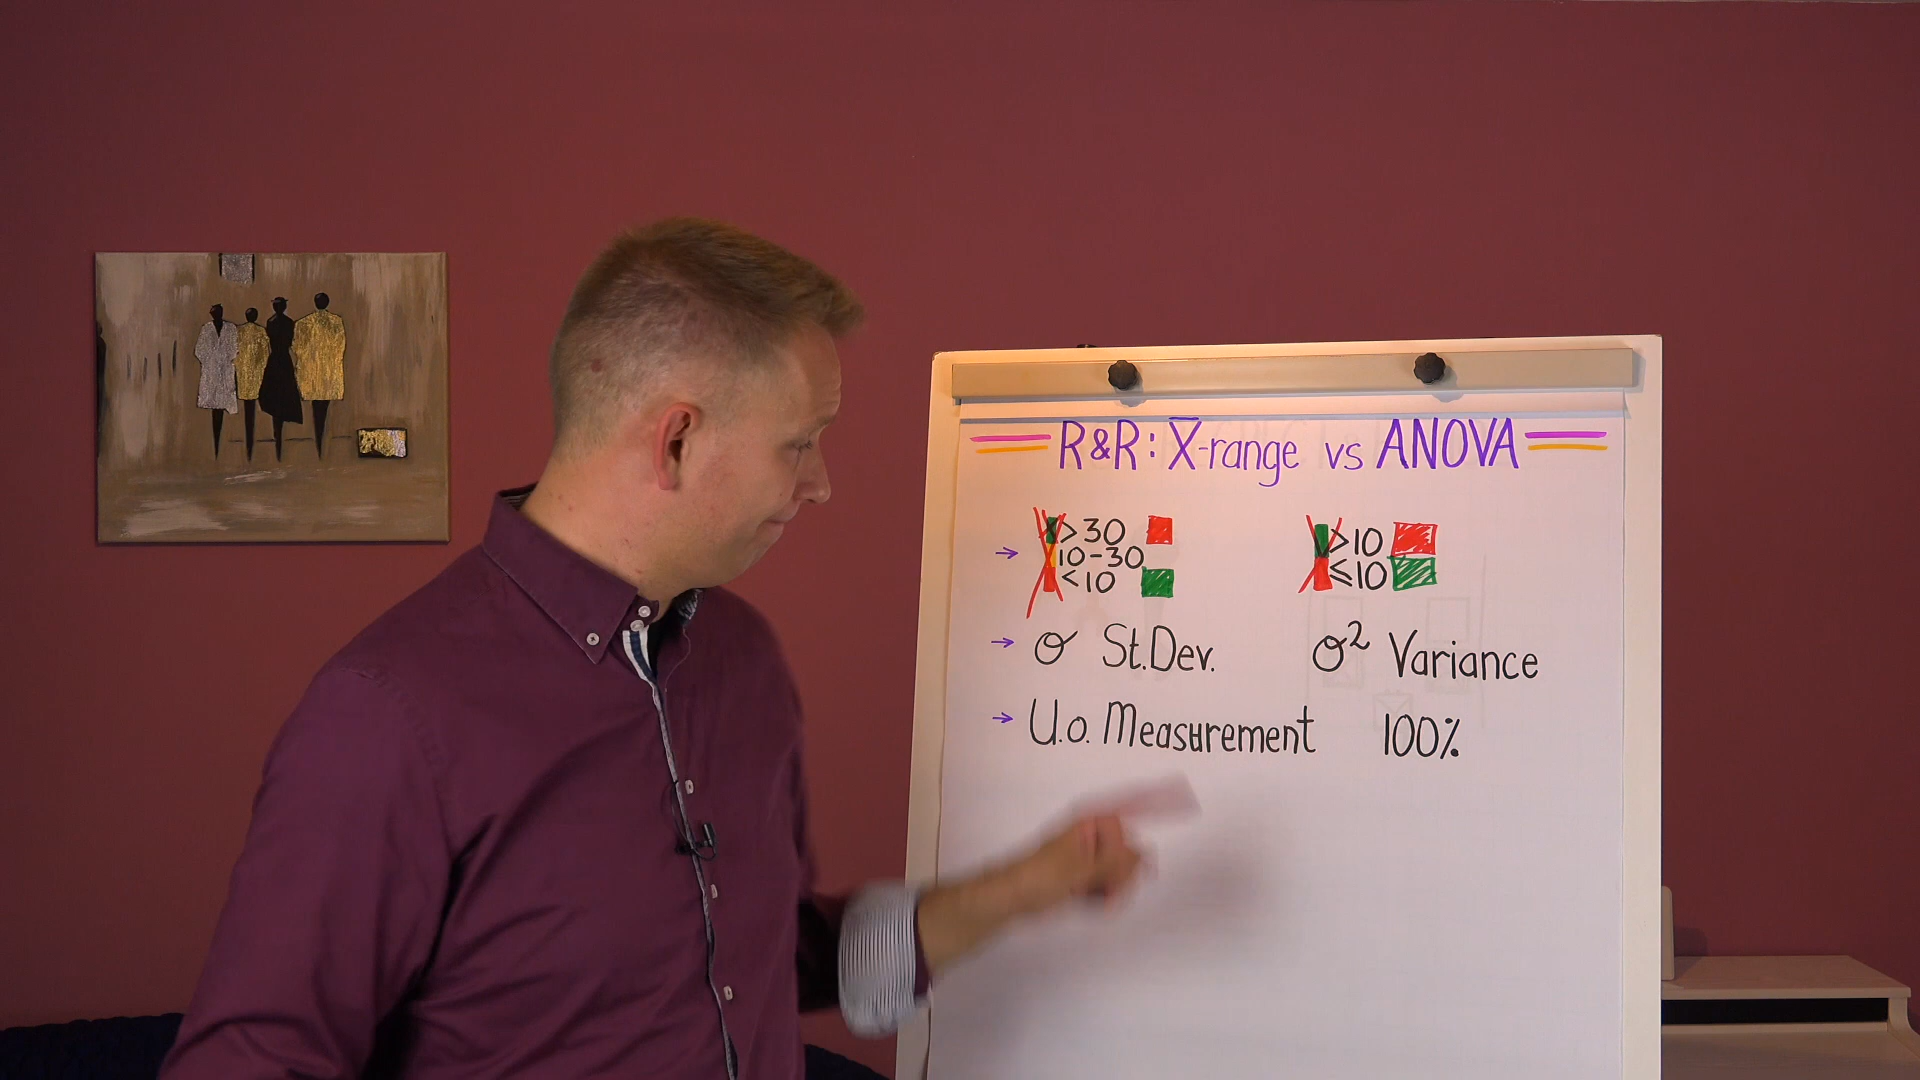 R&R: X̄-range vs ANOVA
>30
10-30
<10
>10
≤10
→ σ St.Dev.
σ² Variance
→ U.o. Measurement
100%